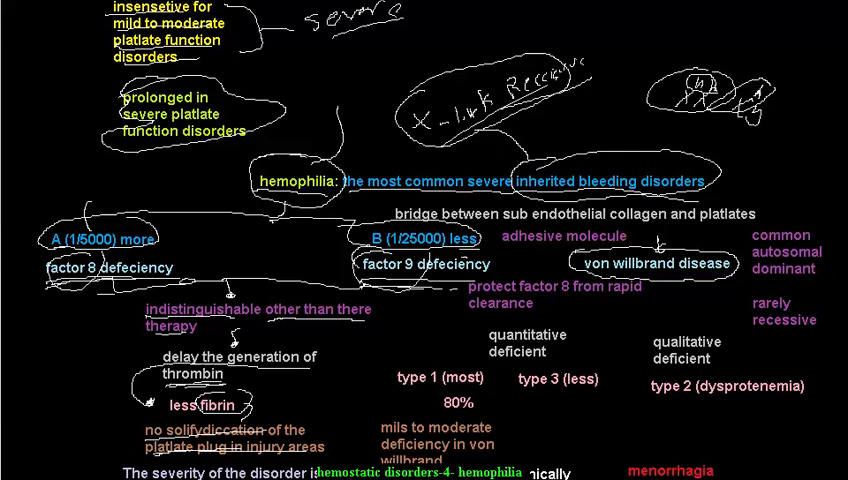 insensetive for
mild to moderate
platlate function
disorders
severe
prolonged in
severe platlate
function disorders
X-link Recessive
hemophilia: the most common severe inherited bleeding disorders
bridge between sub endothelial collagen and platlates
A (1/5000) more
B (1/25000) less
adhesive molecule
common
autosomal
dominant
factor 8 defeciency
factor 9 defeciency
von willbrand disease
protect factor 8 from rapid
clearance
rarely
recessive
indistinguishable other than there
therapy
quantitative
deficient
qualitative
deficient
delay the generation of
thrombin
type 1 (most)
type 3 (less)
type 2 (dysprotenemia)
less fibrin
80%
no solifydiccation of the
platlate plug in injury areas
mils to moderate
deficiency in von
willbrand
The severity of the disorder is
hemostatic disorders-4- hemophilia
nically
menorrhagia